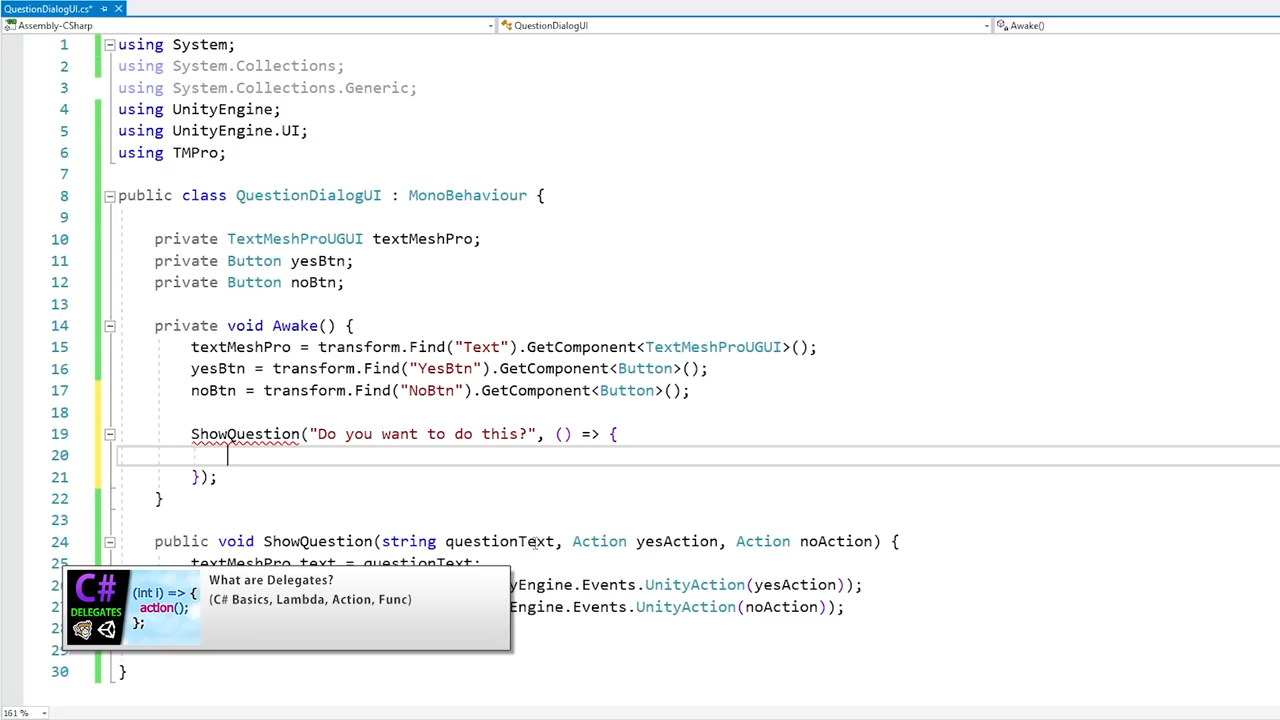 QuestionDialogUI.cs*
Assembly-CSharp QuestionDialogUI Awake()
1 using System;
2 using System.Collections;
3 using System.Collections.Generic;
4 using UnityEngine;
5 using UnityEngine.UI;
6 using TMPro;
7
8 public class QuestionDialogUI : MonoBehaviour {
9
10 private TextMeshProUGUI textMeshPro;
11 private Button yesBtn;
12 private Button noBtn;
13
14 private void Awake() {
15 textMeshPro = transform.Find("Text").GetComponent<TextMeshProUGUI>();
16 yesBtn = transform.Find("YesBtn").GetComponent<Button>();
17 noBtn = transform.Find("NoBtn").GetComponent<Button>();
18
19 ShowQuestion("Do you want to do this?", () => {
20
21 });
22 }
23
24 public void ShowQuestion(string questionText, Action yesAction, Action noAction) {
25 textMeshPro.text = questionText;
yEngine.Events.UnityAction(yesAction));
Engine.Events.UnityAction(noAction));
30 }
C#
DELEGATES
(int i) => {
action();
};
What are Delegates?
(C# Basics, Lambda, Action, Func)
161 %